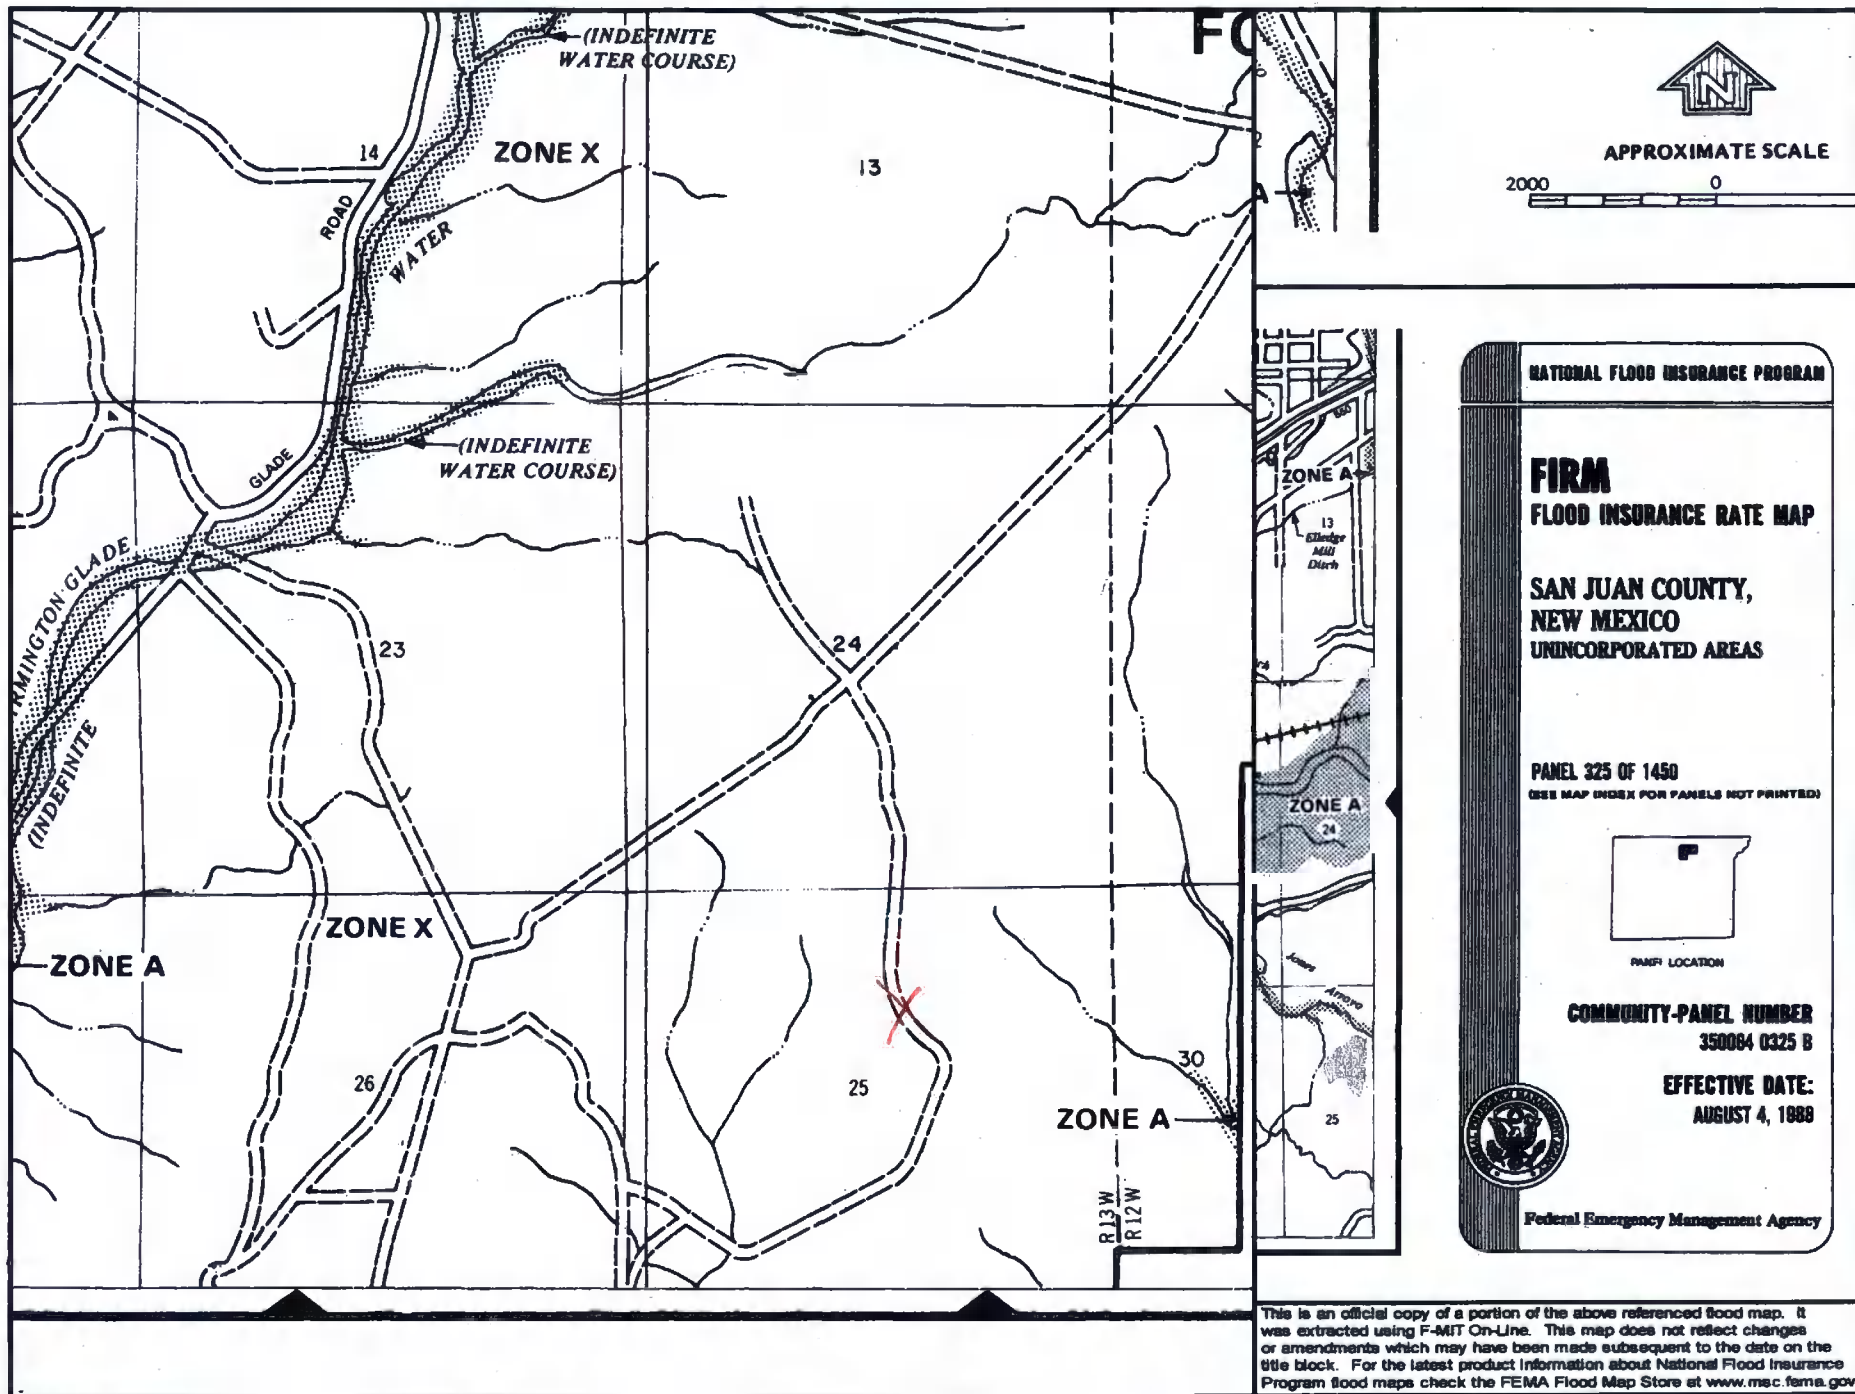 (INDEFINITE
WATER COURSE)
ZONE X
14
13
ROAD
WATER
(INDEFINITE
WATER COURSE)
GLADE
RMINGTON GLADE
(INDEFINITE
23
24
ZONE X
ZONE A
26
25
30
ZONE A
R13W
R12W
ZONE A
13
Elledge
Mill
Ditch
ZONE A
24
Jones
Arroyo
25
N
APPROXIMATE SCALE
2000 0
NATIONAL FLOOD INSURANCE PROGRAM
FIRM
FLOOD INSURANCE RATE MAP
SAN JUAN COUNTY,
NEW MEXICO
UNINCORPORATED AREAS
PANEL 325 OF 1450
(SEE MAP INDEX FOR PANELS NOT PRINTED)
PANEL LOCATION
COMMUNITY-PANEL NUMBER
350064 0325 B
EFFECTIVE DATE:
AUGUST 4, 1988
Federal Emergency Management Agency
This is an official copy of a portion of the above referenced flood map. It
was extracted using F-MIT On-Line. This map does not reflect changes
or amendments which may have been made subsequent to the date on the
title block. For the latest product information about National Flood Insurance
Program flood maps check the FEMA Flood Map Store at www.msc.fema.gov